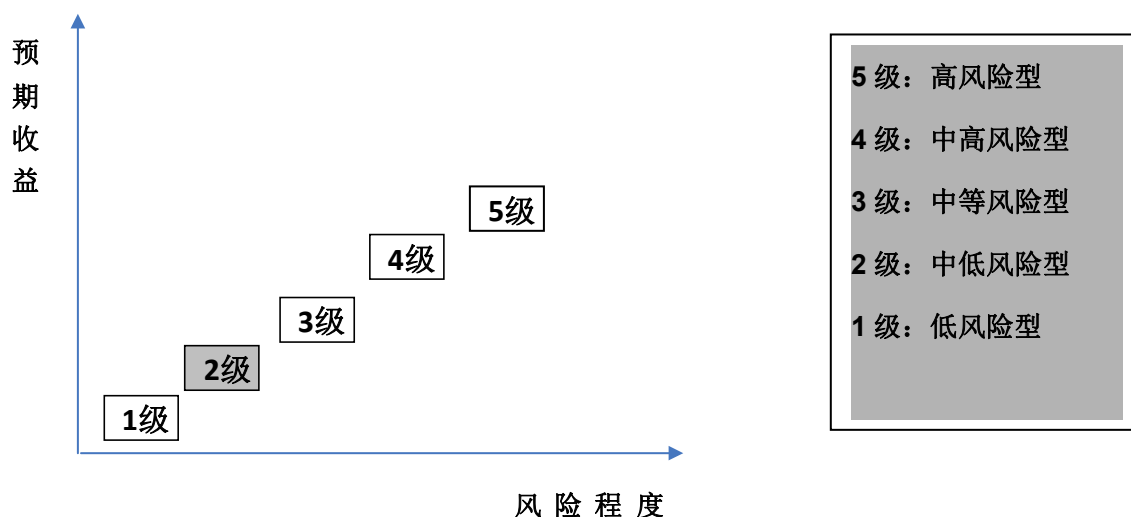 预
期
收
益
5级
4级
3级
2级
1级
风 险 程 度
5 级：高风险型
4 级：中高风险型
3 级：中等风险型
2 级：中低风险型
1 级：低风险型